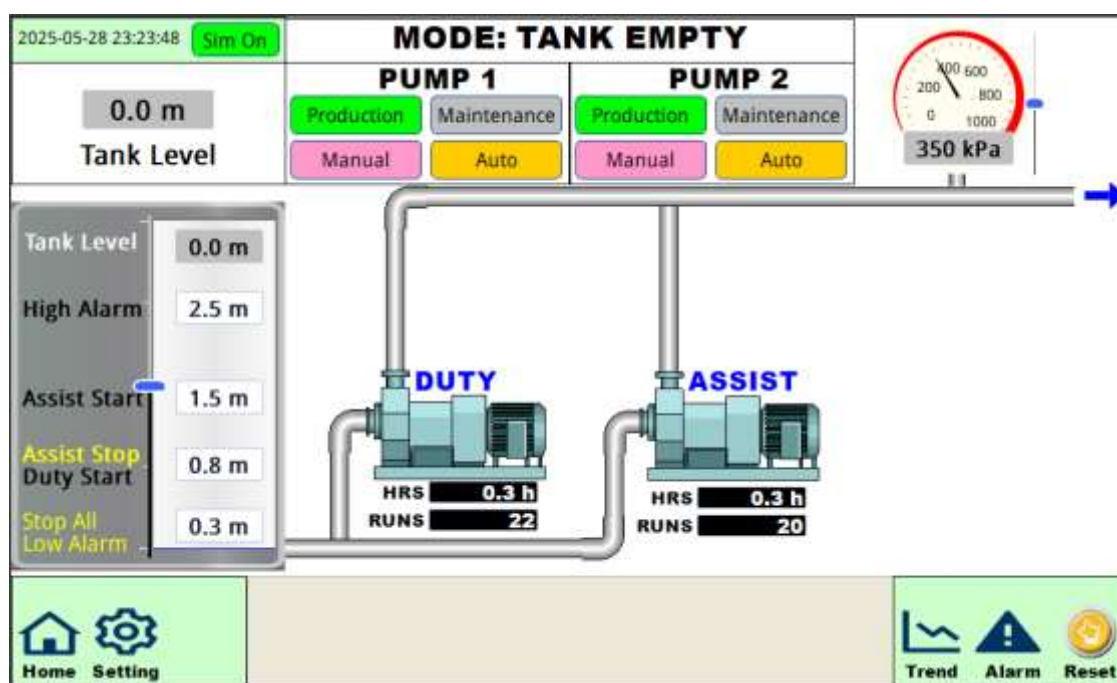 2025-05-28 23:23:48
Sim On
MODE: TANK EMPTY
PUMP 1
PUMP 2
Production
Maintenance
Production
Maintenance
Manual
Auto
Manual
Auto
0.0 m
Tank Level
0
200
400
600
800
1000
350 kPa
Tank Level
0.0 m
High Alarm
2.5 m
Assist Start
1.5 m
Assist Stop
Duty Start
0.8 m
Stop All
Low Alarm
0.3 m
DUTY
HRS 0.3 h
RUNS 22
ASSIST
HRS 0.3 h
RUNS 20
Home
Setting
Trend
Alarm
Reset